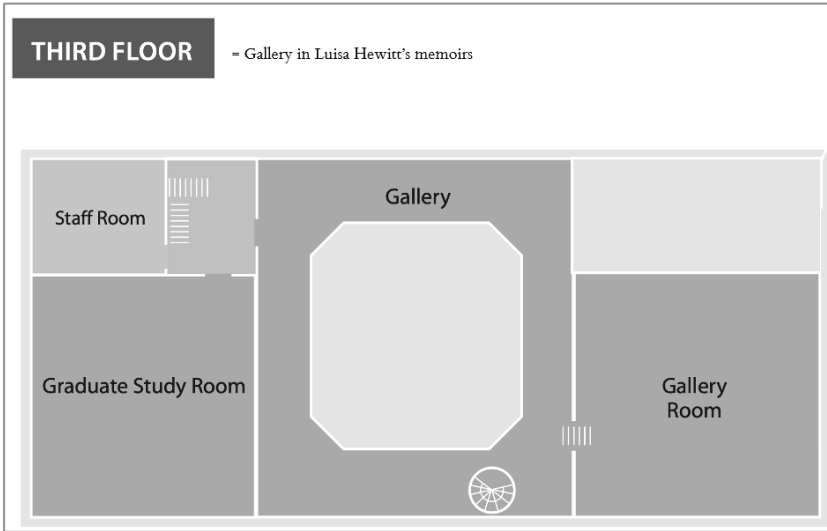 THIRD FLOOR
= Gallery in Luisa Hewitt’s memoirs
Gallery
Staff Room
Graduate Study Room
Gallery
Room